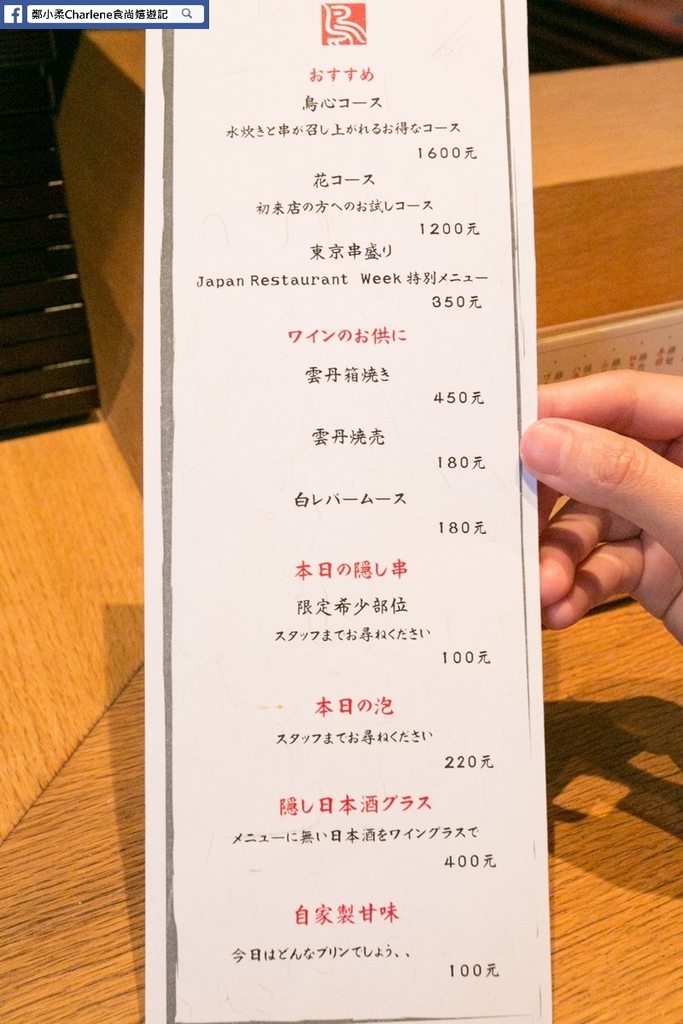 鄭小柔Charlene食尚嬉遊記
おすすめ
鳥心コース
水炊きと串が召し上がれるお得なコース
1600元
花コース
初来店の方へのお試しコース
1200元
東京串盛り
Japan Restaurant Week 特別メニュー
350元
ワインのお供に
雲丹箱焼き
450元
雲丹焼売
180元
白レバームース
180元
本日の隠し串
限定希少部位
スタッフまでお尋ねください
100元
本日の泡
スタッフまでお尋ねください
220元
隠し日本酒グラス
メニューに無い日本酒をワイングラスで
400元
自家製甘味
今日はどんなプリンでしょう、、
100元